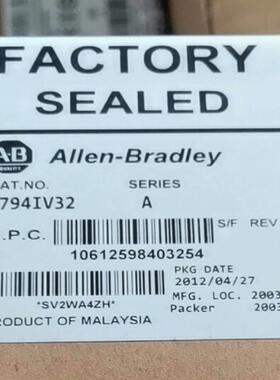 FACTORY
SEALED
AB Allen-Bradley
AT.NO. SERIES
794IV32 A
.P.C. S/F REV
10612598403254
PKG DATE
2012/04/27
*SV2WA4ZH* MFG. LOC. 2003
RODUCT OF MALAYSIA Packer 2003